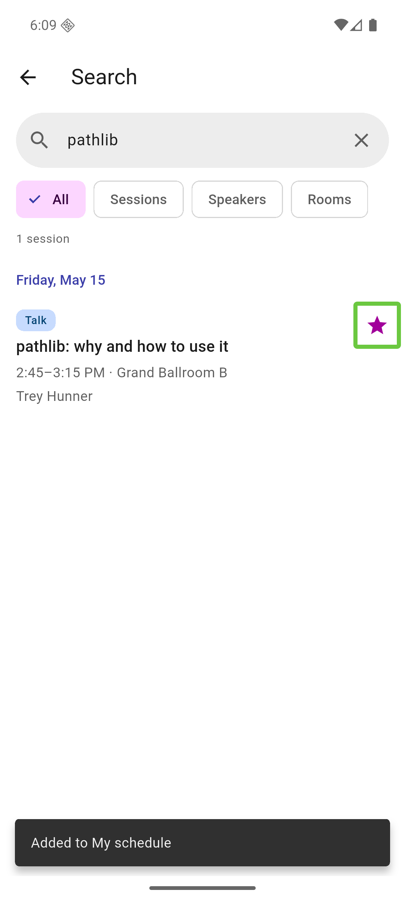 6:09
Search
pathlib
All
Sessions
Speakers
Rooms
1 session
Friday, May 15
Talk
pathlib: why and how to use it
2:45–3:15 PM · Grand Ballroom B
Trey Hunner
Added to My schedule